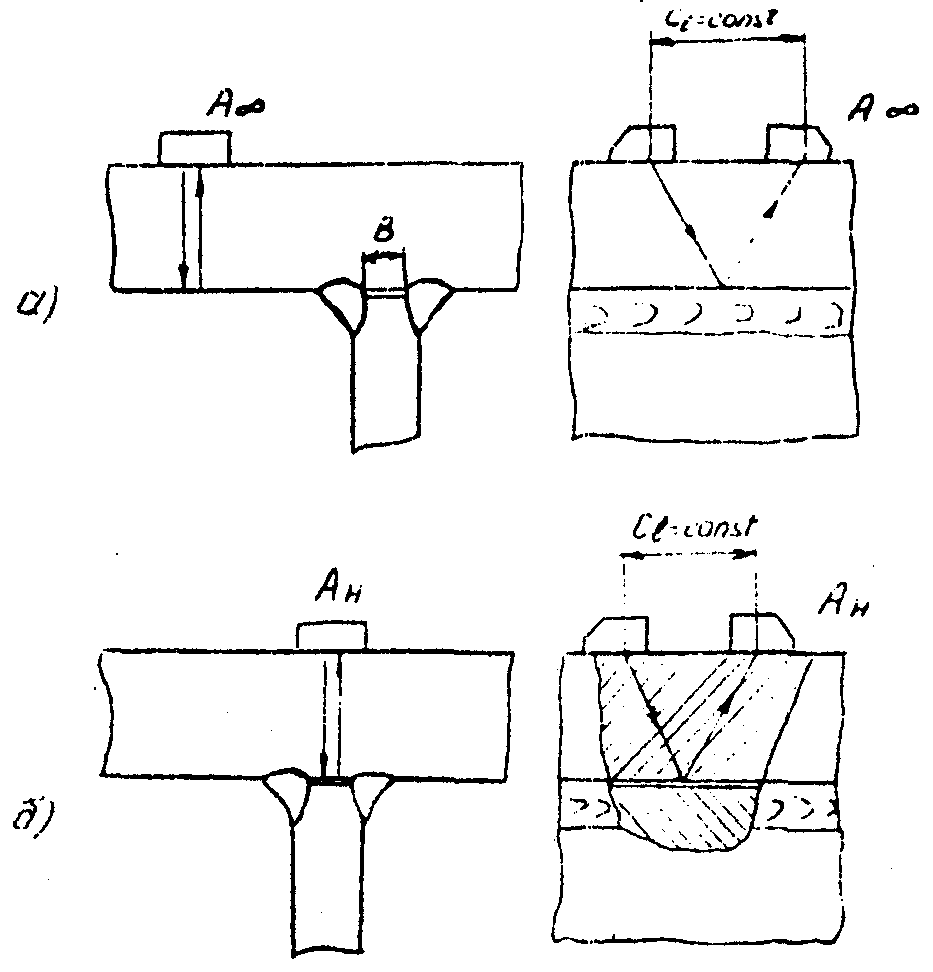 Cℓ=const
A∞
A∞
B
а)
Cℓ=const
Aн
Aн
б)